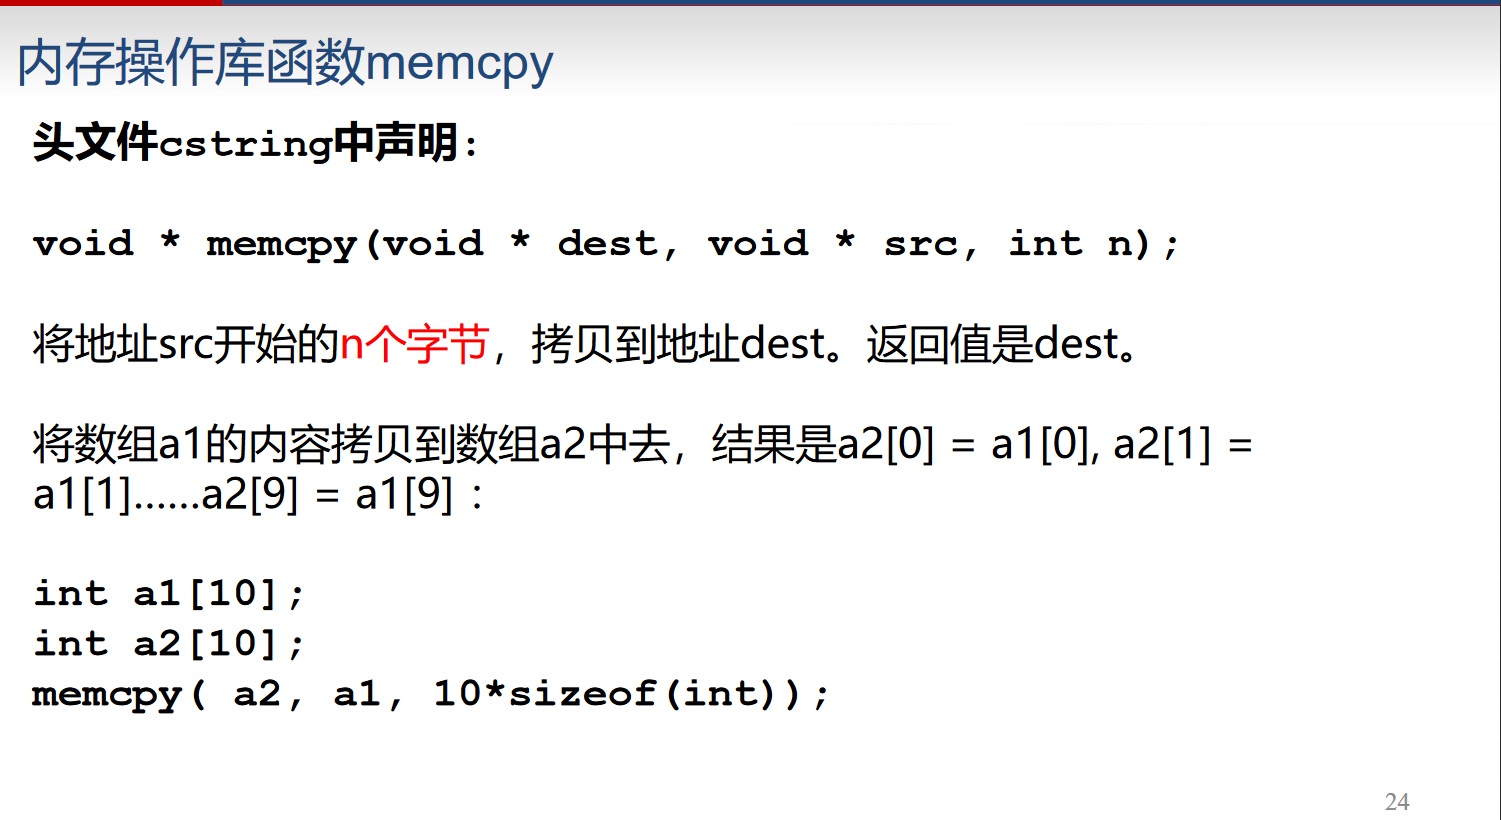 内存操作库函数memcpy
头文件cstring中声明:
void * memcpy(void * dest, void * src, int n);
将地址src开始的n个字节，拷贝到地址dest。返回值是dest。
将数组a1的内容拷贝到数组a2中去，结果是a2[0] = a1[0], a2[1] =
a1[1]……a2[9] = a1[9] ：
int a1[10];
int a2[10];
memcpy( a2, a1, 10*sizeof(int));
24